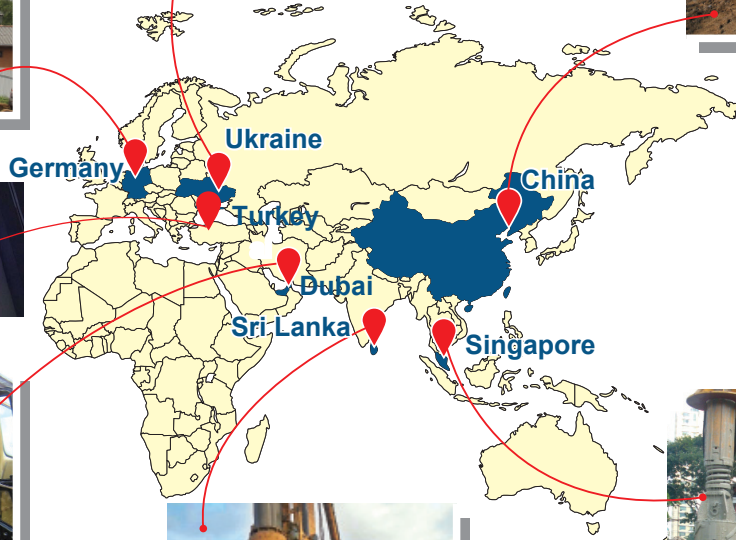 Ukraine
Germany
China
Turkey
Dubai
Sri Lanka
Singapore